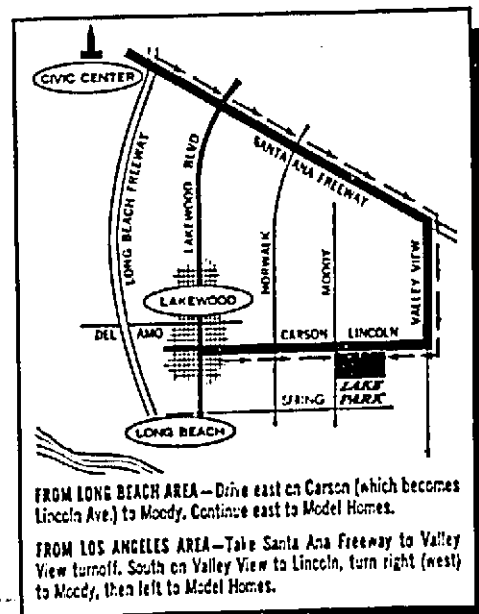 CIVIC CENTER
SANTA ANA FREEWAY
LONG BEACH FREEWAY
LAKEWOOD BLVD
NORWALK
MOODY
VALLEY VIEW
LAKEWOOD
DEL AMO
CARSON
LINCOLN
LAKE
PARK
SPRING
LONG BEACH
FROM LONG BEACH AREA—Drive east on Carson (which becomes
Lincoln Ave.) to Moody. Continue east to Model Homes.
FROM LOS ANGELES AREA—Take Santa Ana Freeway to Valley
View turnoff. South on Valley View to Lincoln, turn right (west)
to Moody, then left to Model Homes.